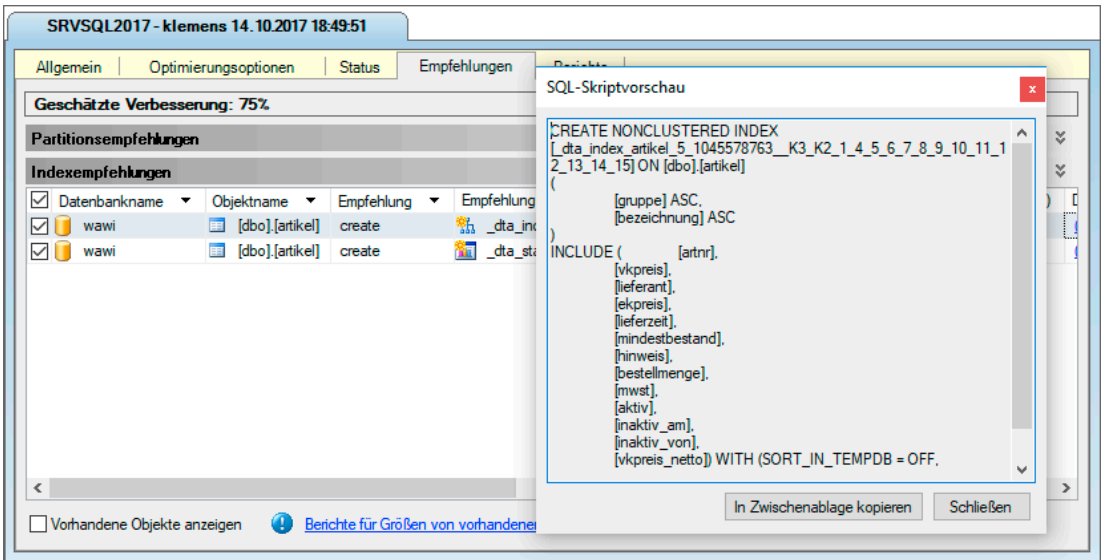 SRVSQL2017 - klemens 14.10.2017 18:49:51
Allgemein Optimierungsoptionen Status Empfehlungen Berichte
Geschätzte Verbesserung: 75%
Partitionsempfehlungen
Indexempfehlungen
Datenbankname Objektname Empfehlung Empfehlung
wawi [dbo].[artikel] create _dta_ind
wawi [dbo].[artikel] create _dta_sta
Vorhandene Objekte anzeigen Berichte für Größen von vorhandenen
SQL-Skriptvorschau
x
CREATE NONCLUSTERED INDEX
[_dta_index_artikel_5_1045578763__K3_K2_1_4_5_6_7_8_9_10_11_1
2_13_14_15] ON [dbo].[artikel]
(
[gruppe] ASC,
[bezeichnung] ASC
)
INCLUDE ( [artnr],
[vkpreis],
[lieferant],
[ekpreis],
[lieferzeit],
[mindestbestand],
[hinweis],
[bestellmenge],
[mwst],
[aktiv],
[inaktiv_am],
[inaktiv_von],
[vkpreis_netto]) WITH (SORT_IN_TEMPDB = OFF,
In Zwischenablage kopieren Schließen